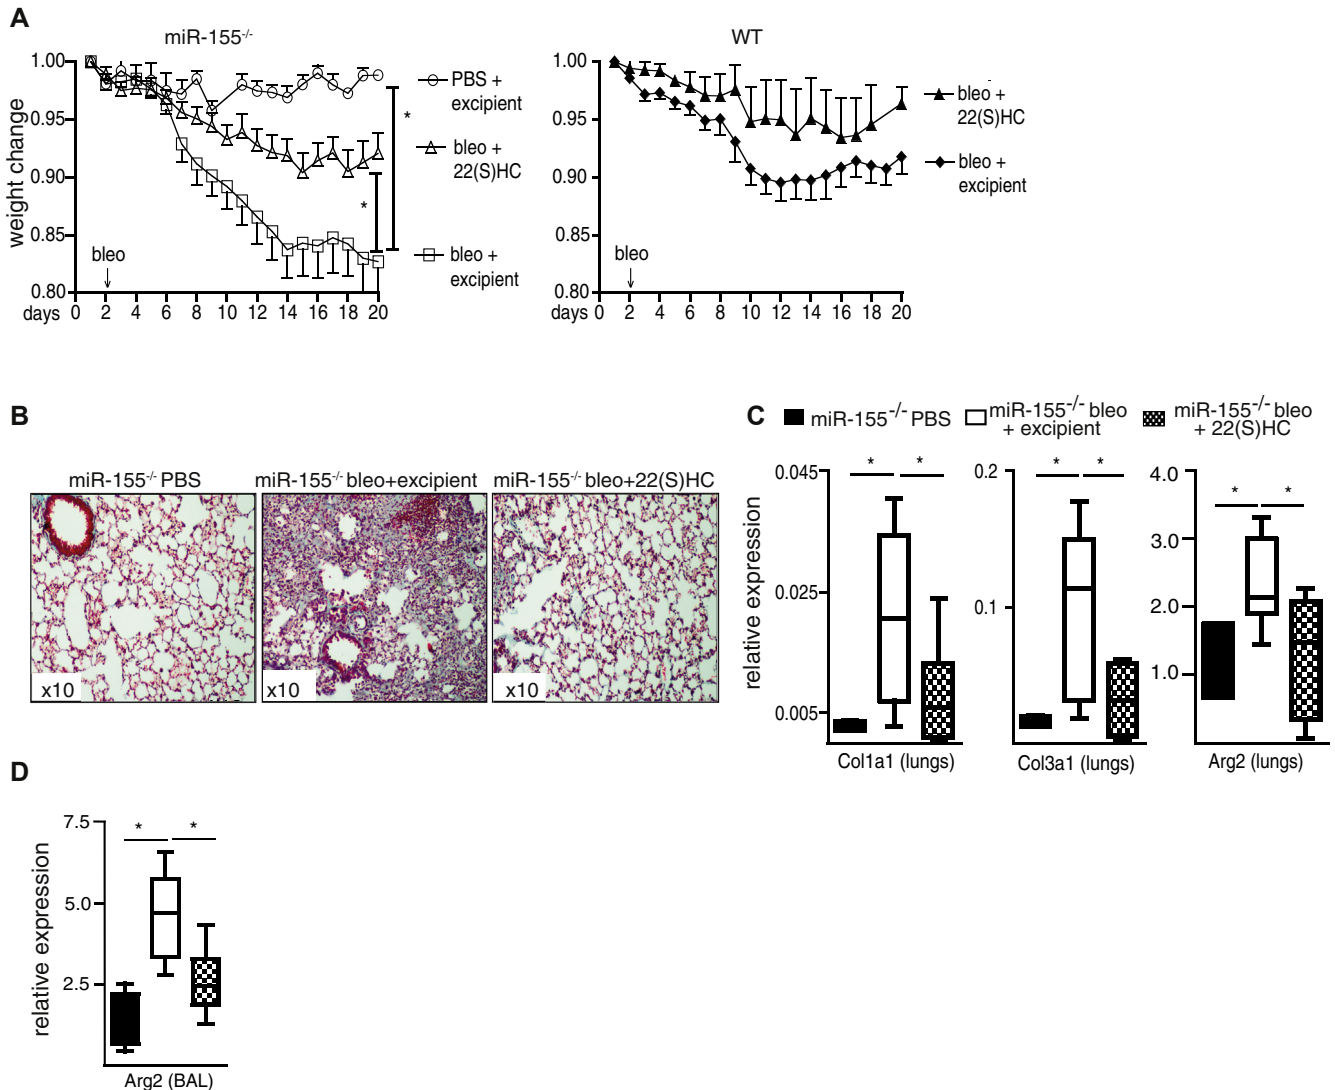 A
miR-155-/-
WT
weight change
1.00
0.95
0.90
0.85
0.80
bleo
days 0 2 4 6 8 10 12 14 16 18 20
PBS +
excipient
*
bleo +
22(S)HC
*
bleo +
excipient
1.00
0.95
0.90
0.85
0.80
bleo
days 0 2 4 6 8 10 12 14 16 18 20
bleo +
22(S)HC
bleo +
excipient
B
miR-155-/- PBS
miR-155-/- bleo+excipient
miR-155-/- bleo+22(S)HC
x10
x10
x10
C
miR-155-/- PBS
miR-155-/- bleo
+ excipient
miR-155-/- bleo
+ 22(S)HC
relative expression
0.045
0.025
0.005
* *
Col1a1 (lungs)
0.2
0.1
* *
Col3a1 (lungs)
4.0
3.0
2.0
1.0
* *
Arg2 (lungs)
D
relative expression
7.5
5.0
2.5
* *
Arg2 (BAL)